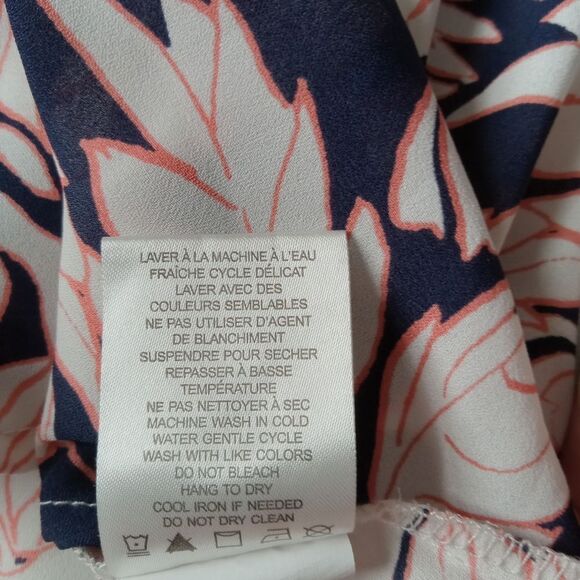 LAVER À LA MACHINE À L'EAU
FRAÎCHE CYCLE DÉLICAT
LAVER AVEC DES
COULEURS SEMBLABLES
NE PAS UTILISER D'AGENT
DE BLANCHIMENT
SUSPENDRE POUR SECHER
REPASSER À BASSE
TEMPÉRATURE
NE PAS NETTOYER À SEC
MACHINE WASH IN COLD
WATER GENTLE CYCLE
WASH WITH LIKE COLORS
DO NOT BLEACH
HANG TO DRY
COOL IRON IF NEEDED
DO NOT DRY CLEAN